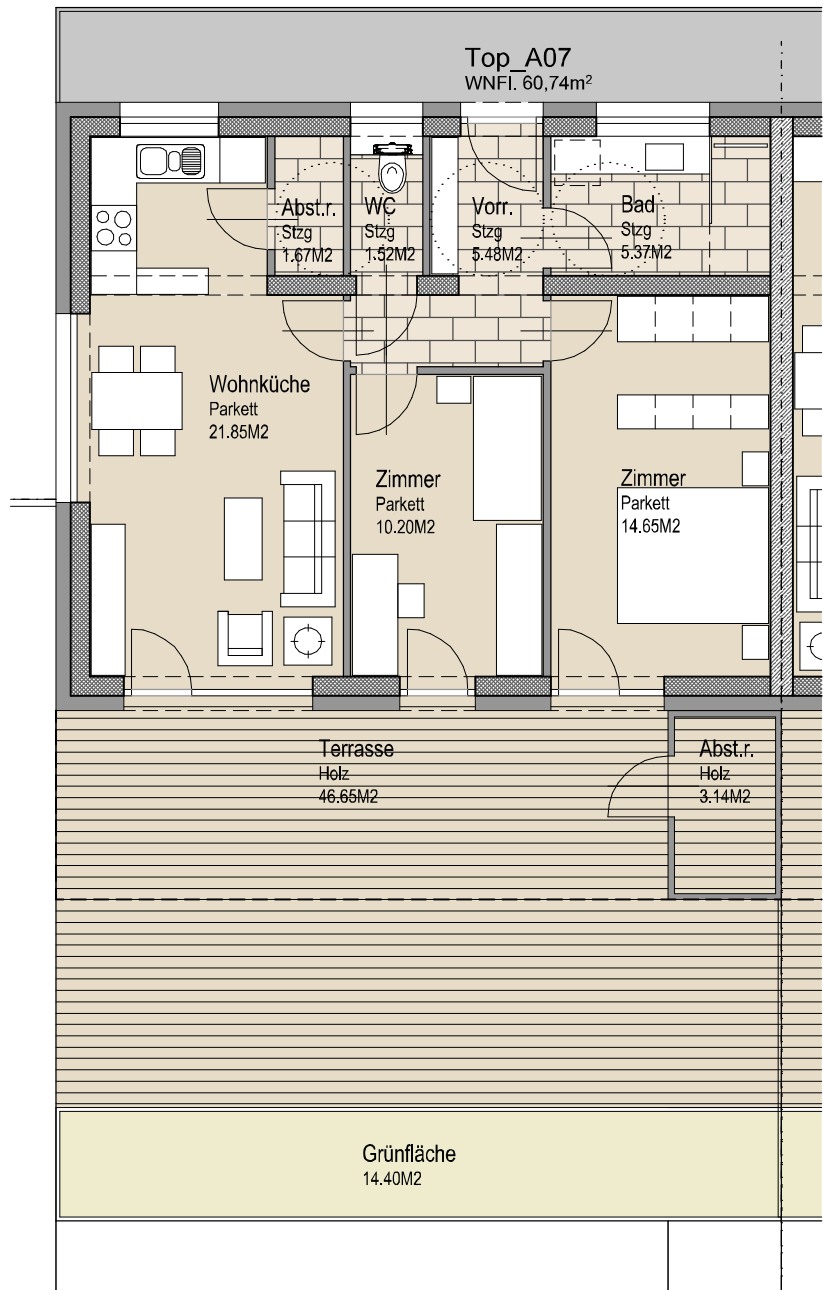 Top_A07
WNFl. 60,74m²
Abst.r.
Stzg
1.67M2
WC
Stzg
1.52M2
Vorr.
Stzg
5.48M2
Bad
Stzg
5.37M2
Wohnküche
Parkett
21.85M2
Zimmer
Parkett
10.20M2
Zimmer
Parkett
14.65M2
Terrasse
Holz
46.65M2
Abst.r.
Holz
3.14M2
Grünfläche
14.40M2